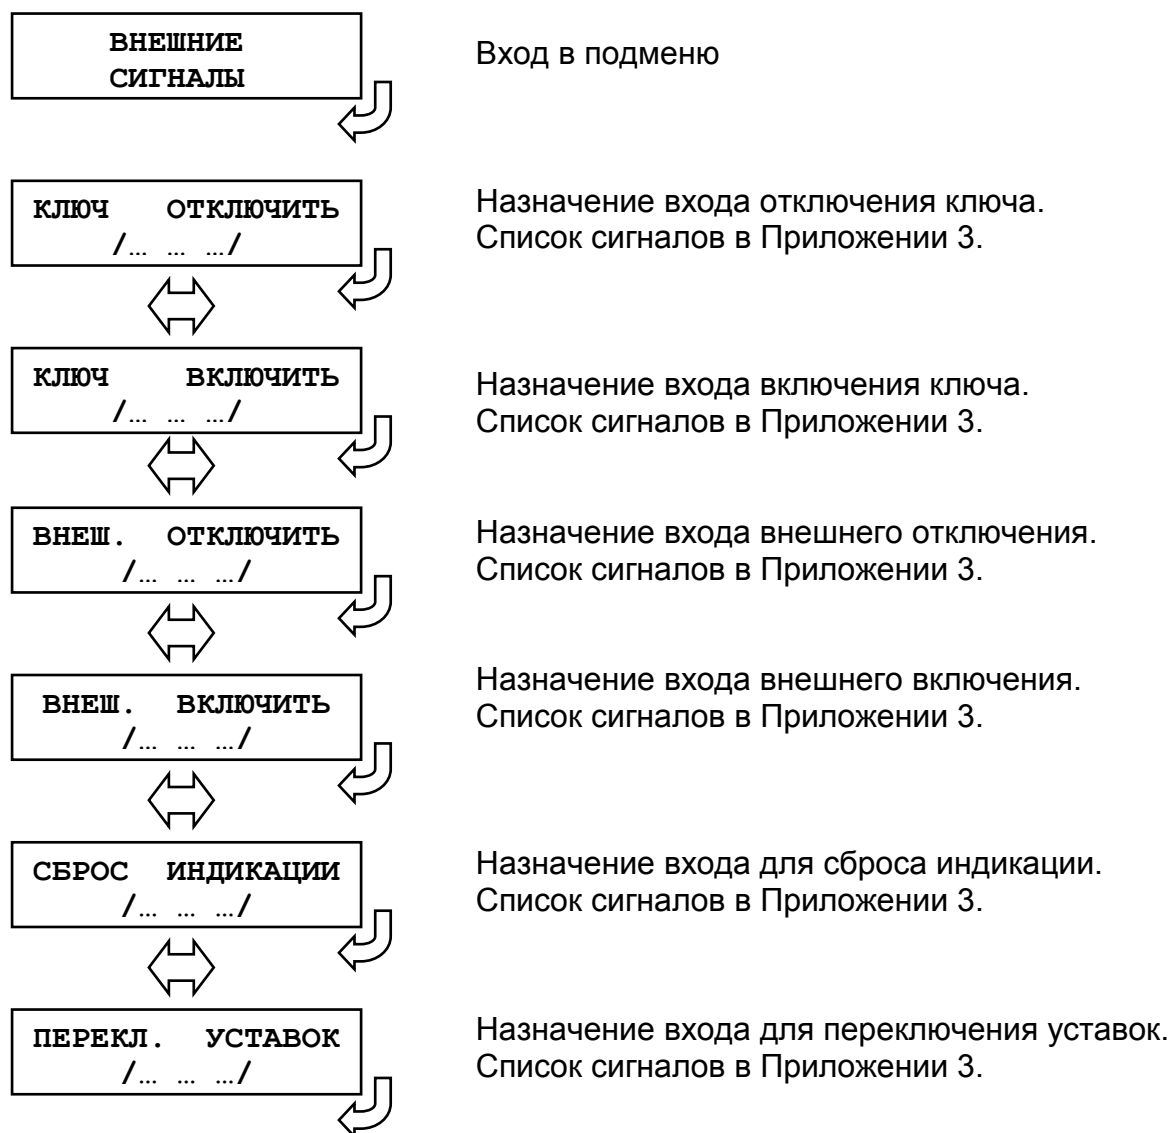 ВНЕШНИЕ
СИГНАЛЫ
Вход в подменю
КЛЮЧ ОТКЛЮЧИТЬ
/… … …/
Назначение входа отключения ключа.
Список сигналов в Приложении 3.
КЛЮЧ ВКЛЮЧИТЬ
/… … …/
Назначение входа включения ключа.
Список сигналов в Приложении 3.
ВНЕШ. ОТКЛЮЧИТЬ
/… … …/
Назначение входа внешнего отключения.
Список сигналов в Приложении 3.
ВНЕШ. ВКЛЮЧИТЬ
/… … …/
Назначение входа внешнего включения.
Список сигналов в Приложении 3.
СБРОС ИНДИКАЦИИ
/… … …/
Назначение входа для сброса индикации.
Список сигналов в Приложении 3.
ПЕРЕКЛ. УСТАВОК
/… … …/
Назначение входа для переключения уставок.
Список сигналов в Приложении 3.